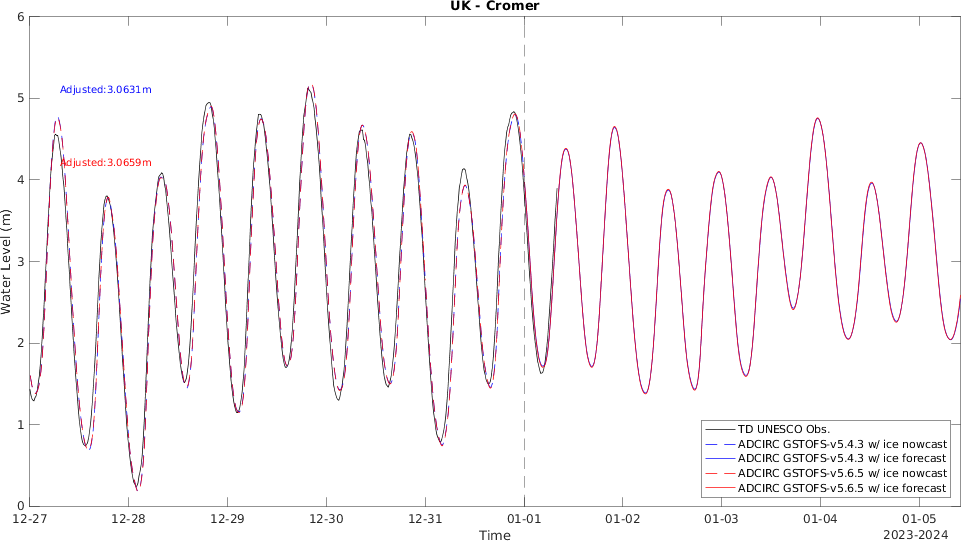 UK - Cromer
6
5
4
3
2
1
0
Water Level (m)
Adjusted:3.0631m
Adjusted:3.0659m
TD UNESCO Obs.
ADCIRC GSTOFS-v5.4.3 w/ ice nowcast
ADCIRC GSTOFS-v5.4.3 w/ ice forecast
ADCIRC GSTOFS-v5.6.5 w/ ice nowcast
ADCIRC GSTOFS-v5.6.5 w/ ice forecast
12-27 12-28 12-29 12-30 12-31 01-01 01-02 01-03 01-04 01-05
Time
2023-2024